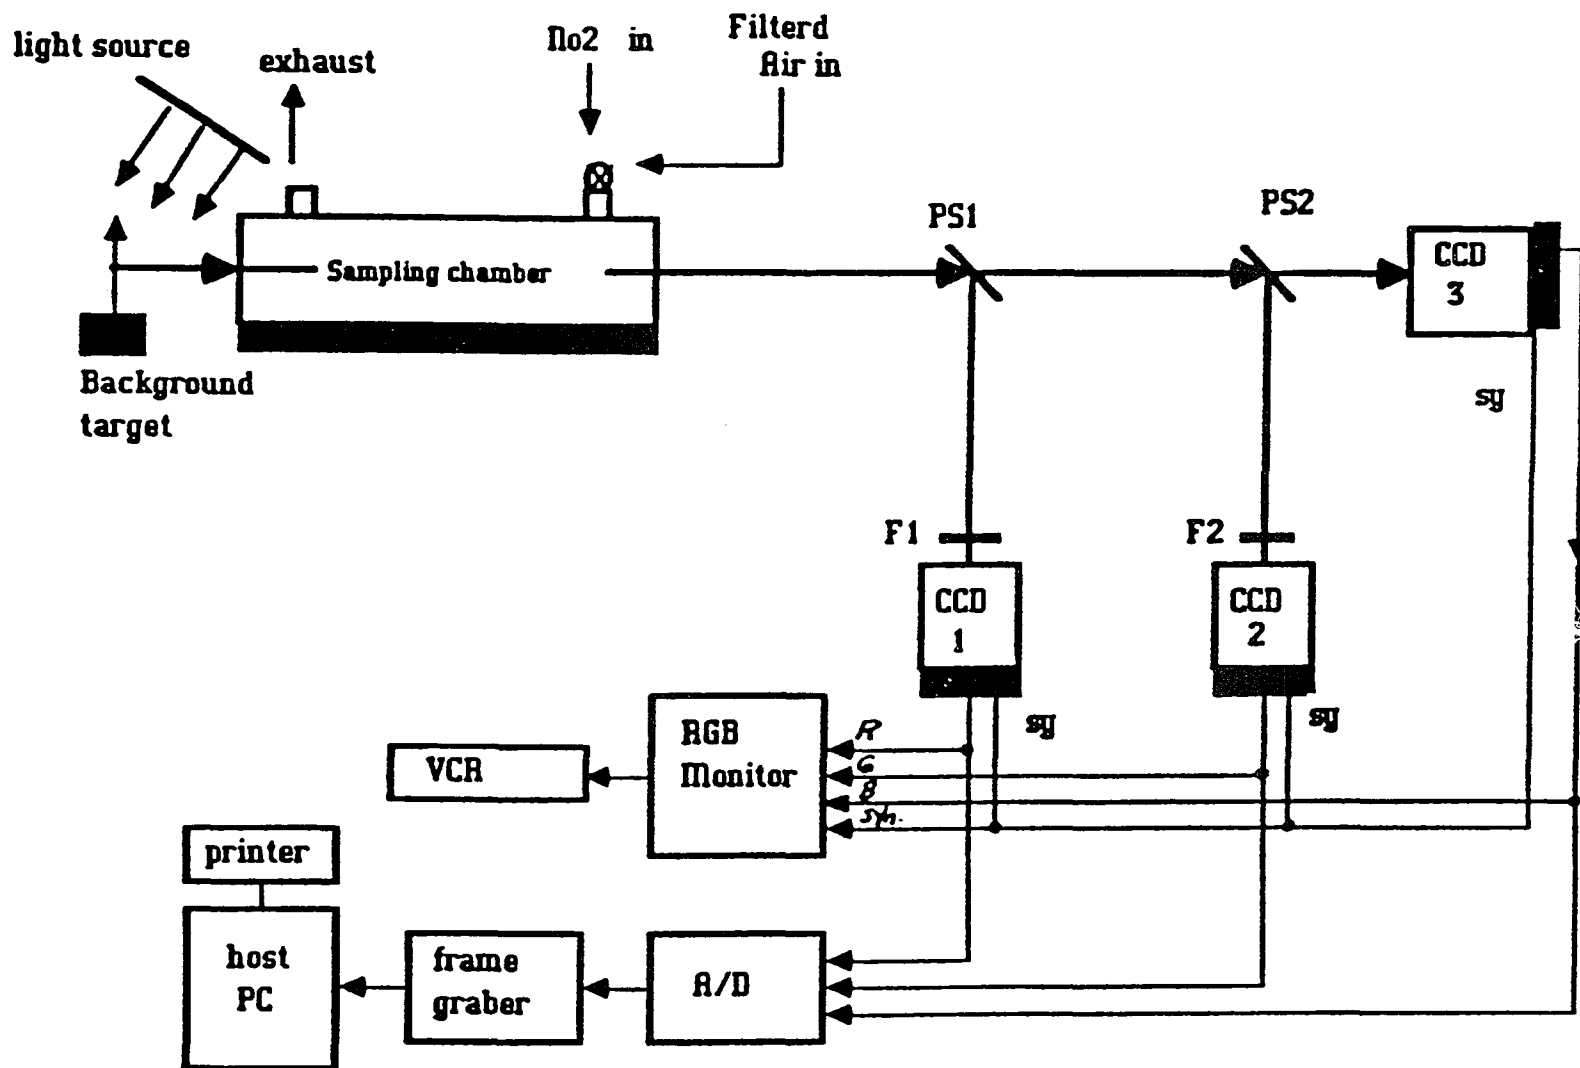 light source
exhaust
No2 in
Filterd
Air in
PS1
PS2
CCD
3
Sampling chamber
Background
target
sy
F1
F2
CCD
1
CCD
2
sy
sy
RGB
Monitor
R
G
B
Syn.
VCR
printer
host
PC
frame
graber
A/D